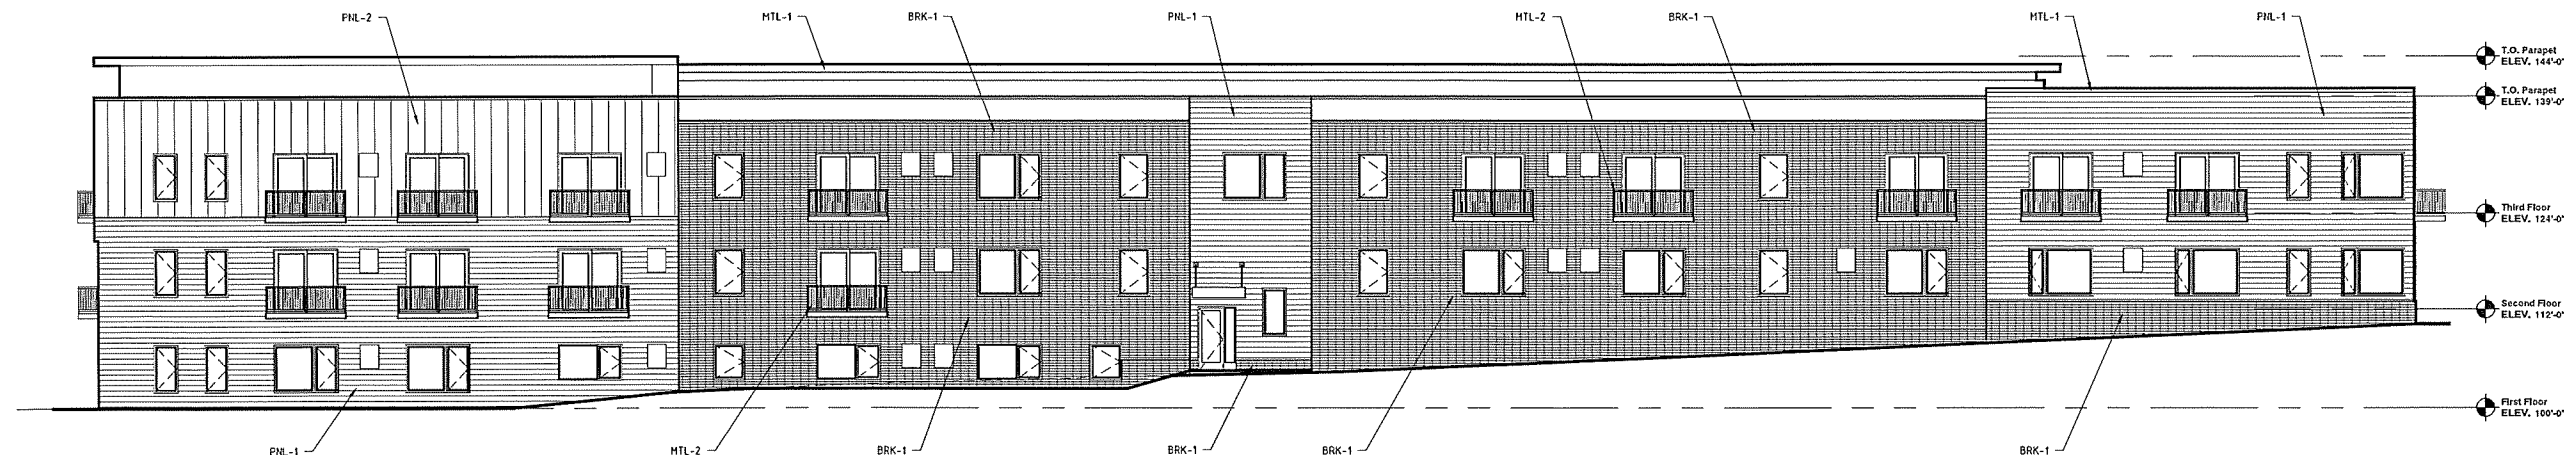 PNL-2
MTL-1
BRK-1
PNL-1
MTL-2
BRK-1
MTL-1
PNL-1
T.O. Parapet
ELEV. 144'-0"
T.O. Parapet
ELEV. 139'-0"
Third Floor
ELEV. 124'-0"
Second Floor
ELEV. 112'-0"
First Floor
ELEV. 100'-0"
PNL-1
MTL-2
BRK-1
BRK-1
BRK-1
BRK-1